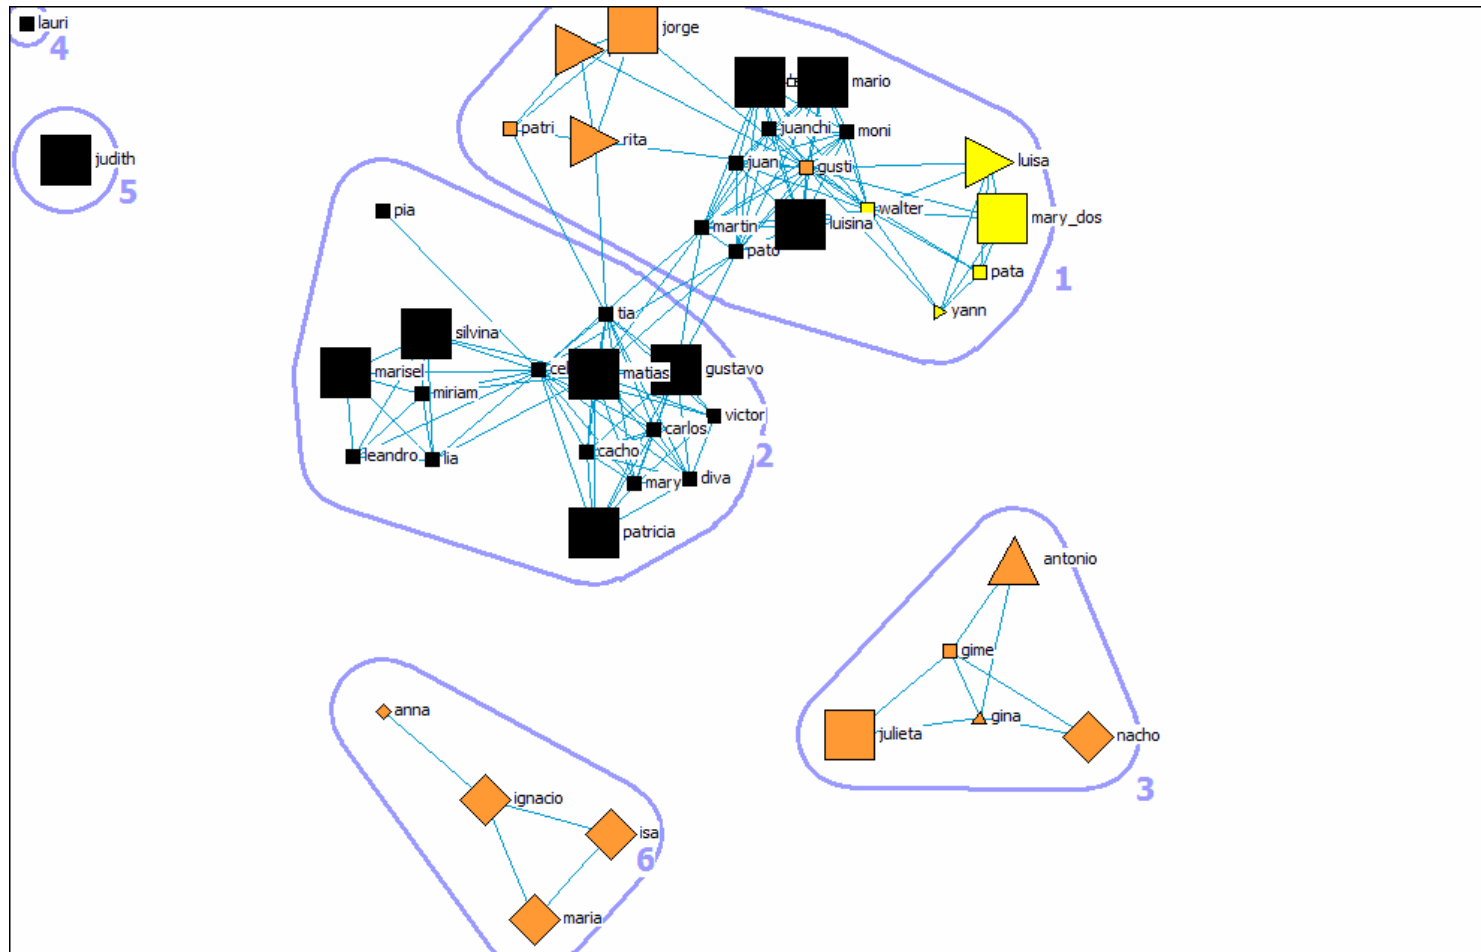 lauri
4
jorge
mario
patri
juanchi
moni
rita
juan
gusti
luisa
judith
5
walter
mary_dos
pia
martin
luisina
pato
pata
1
yann
tia
silvina
marisel
cel
matias
gustavo
miriam
victor
carlos
leandro
lia
cacho
2
mary
diva
patricia
antonio
gime
anna
gina
julieta
nacho
3
ignacio
isa
6
maria